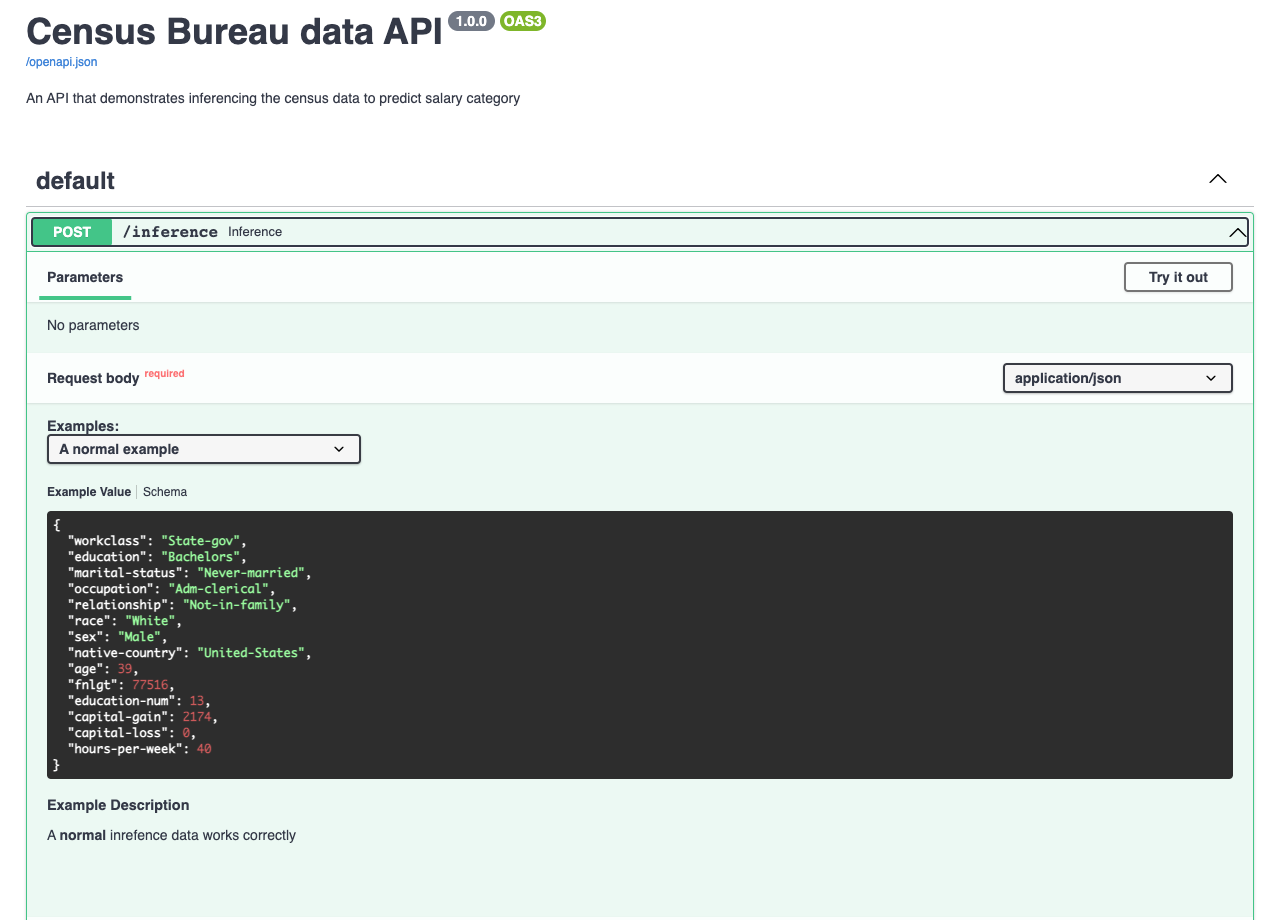 Census Bureau data API 1.0.0 OAS3
/openapi.json
An API that demonstrates inferencing the census data to predict salary category
default
POST /inference Inference
Parameters Try it out
No parameters
Request body required application/json
Examples:
A normal example
Example Value Schema
{
  "workclass": "State-gov",
  "education": "Bachelors",
  "marital-status": "Never-married",
  "occupation": "Adm-clerical",
  "relationship": "Not-in-family",
  "race": "White",
  "sex": "Male",
  "native-country": "United-States",
  "age": 39,
  "fnlgt": 77516,
  "education-num": 13,
  "capital-gain": 2174,
  "capital-loss": 0,
  "hours-per-week": 40
}
Example Description
A normal inrefence data works correctly